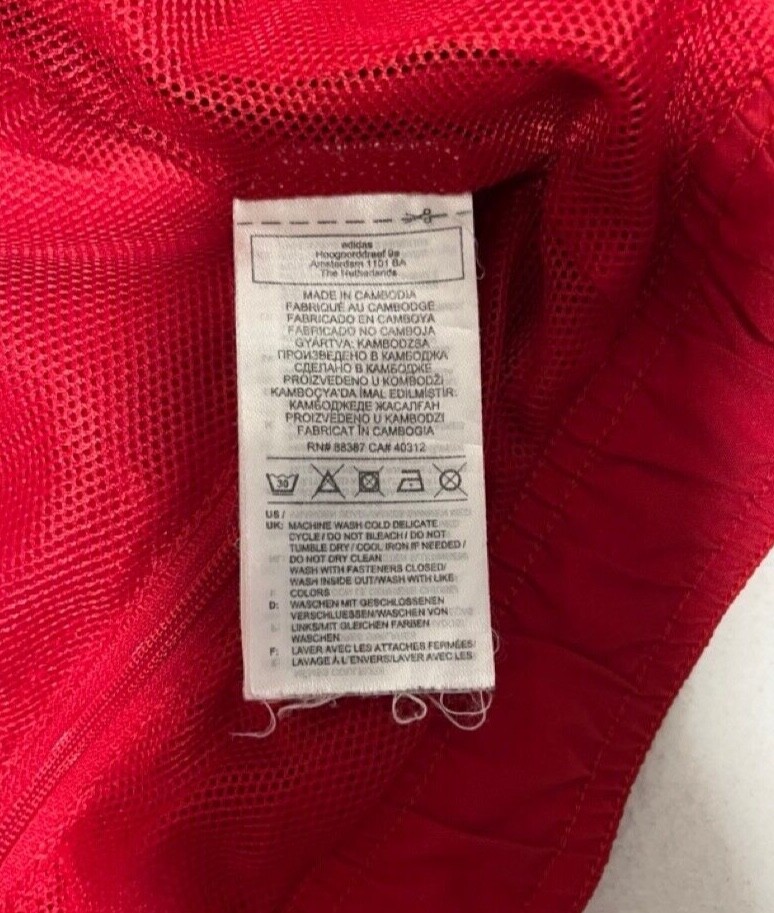 adidas
Hoogoorddreef 9a
Amsterdam 1101 BA
The Netherlands
MADE IN CAMBODIA
FABRIQUÉ AU CAMBODGE
FABRICADO EN CAMBOYA
FABRICADO NO CAMBOJA
GYÁRTVA: KAMBODZSA
ПРОИЗВЕДЕНО В КАМБОДЖА
СДЕЛАНО В КАМБОДЖЕ
PROIZVEDENO U KOMBODŽI
KAMBOÇYA'DA İMAL EDİLMİŞTİR.
КАМБОДЖЕДЕ ЖАСАЛҒАН
PROIZVEDENO U KAMBODZI
FABRICAT ÎN CAMBOGIA
RN# 88387 CA# 40312
30
US /
UK: MACHINE WASH COLD DELICATE
CYCLE / DO NOT BLEACH / DO NOT
TUMBLE DRY / COOL IRON IF NEEDED /
DO NOT DRY CLEAN
WASH WITH FASTENERS CLOSED/
WASH INSIDE OUT/WASH WITH LIKE
COLORS
D: WASCHEN MIT GESCHLOSSENEN
VERSCHLUESSEN/WASCHEN VON
LINKS/MIT GLEICHEN FARBEN
WASCHEN
F: LAVER AVEC LES ATTACHES FERMÉES/
LAVAGE À L'ENVERS/LAVER AVEC LES